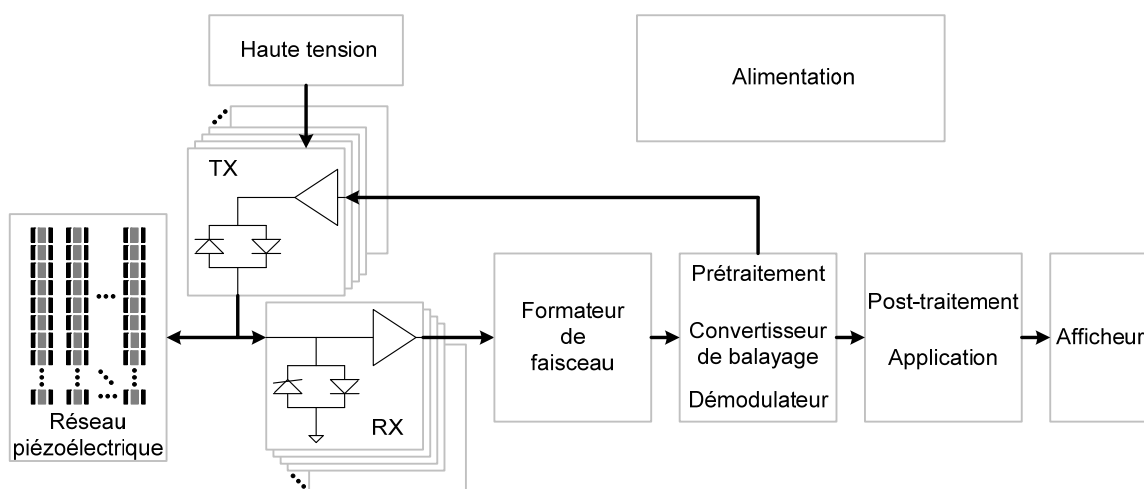 Haute tension
Alimentation
TX
Réseau
piézoélectrique
RX
Formateur
de
faisceau
Prétraitement
Convertisseur
de balayage
Démodulateur
Post-traitement
Application
Afficheur